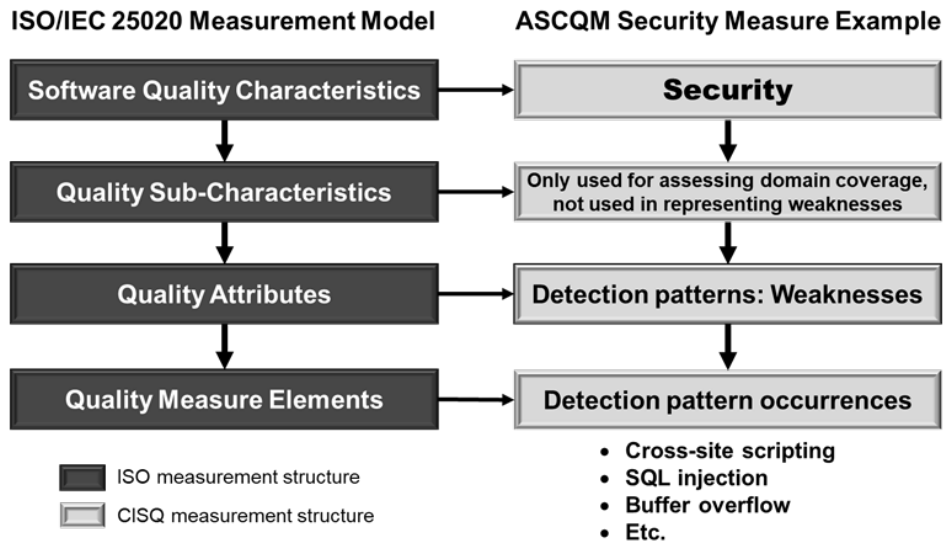 ISO/IEC 25020 Measurement Model
ASCQM Security Measure Example
Software Quality Characteristics
Security
Quality Sub-Characteristics
Only used for assessing domain coverage,
not used in representing weaknesses
Quality Attributes
Detection patterns: Weaknesses
Quality Measure Elements
Detection pattern occurrences
• Cross-site scripting
• SQL injection
• Buffer overflow
• Etc.
ISO measurement structure
CISQ measurement structure